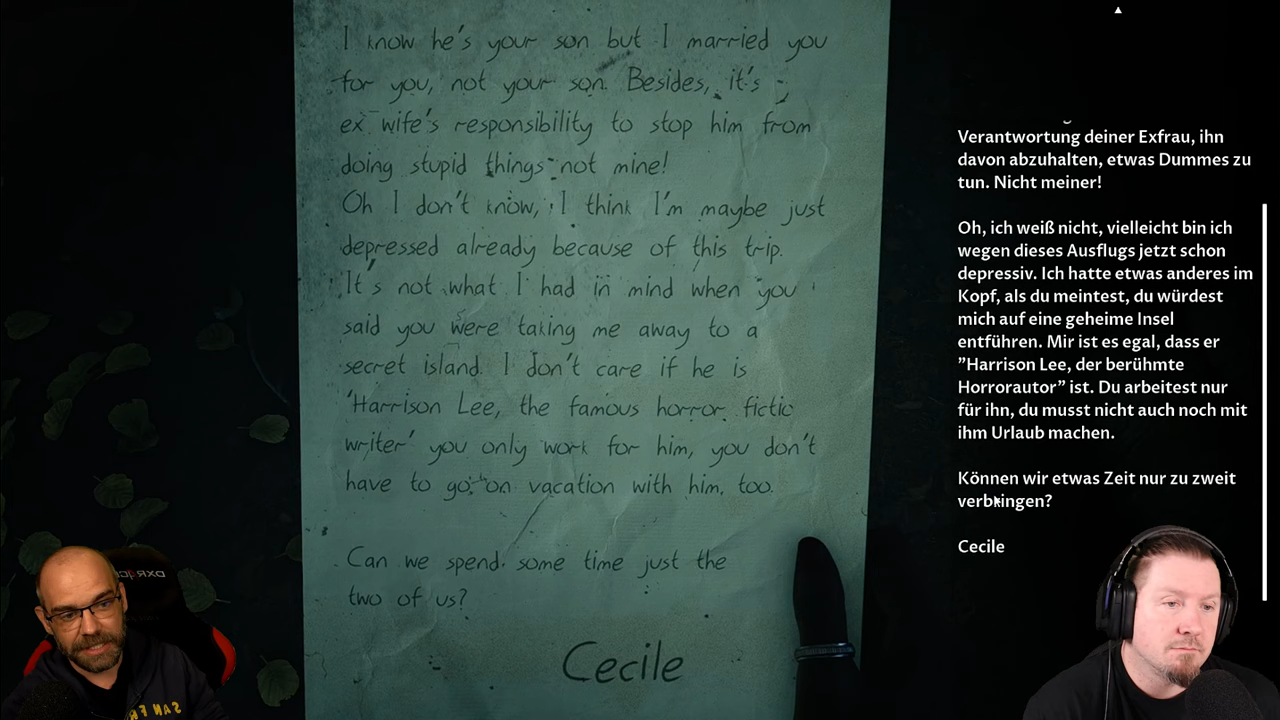 I know he's your son but I married you
for you, not your son. Besides, it's
ex wife's responsibility to stop him from
doing stupid things not mine!
Oh I don't know, I think I'm maybe just
depressed already because of this trip.
It's not what I had in mind when you
said you were taking me away to a
secret island. I don't care if he is
'Harrison Lee, the famous horror fictic
writer' you only work for him, you don't
have to go on vacation with him, too.
Can we spend some time just the
two of us?
Cecile
Verantwortung deiner Exfrau, ihn
davon abzuhalten, etwas Dummes zu
tun. Nicht meiner!
Oh, ich weiß nicht, vielleicht bin ich
wegen dieses Ausflugs jetzt schon
depressiv. Ich hatte etwas anderes im
Kopf, als du meintest, du würdest
mich auf eine geheime Insel
entführen. Mir ist es egal, dass er
"Harrison Lee, der berühmte
Horrorautor" ist. Du arbeitest nur
für ihn, du musst nicht auch noch mit
ihm Urlaub machen.
Können wir etwas Zeit nur zu zweit
verbringen?
Cecile
SAN FR